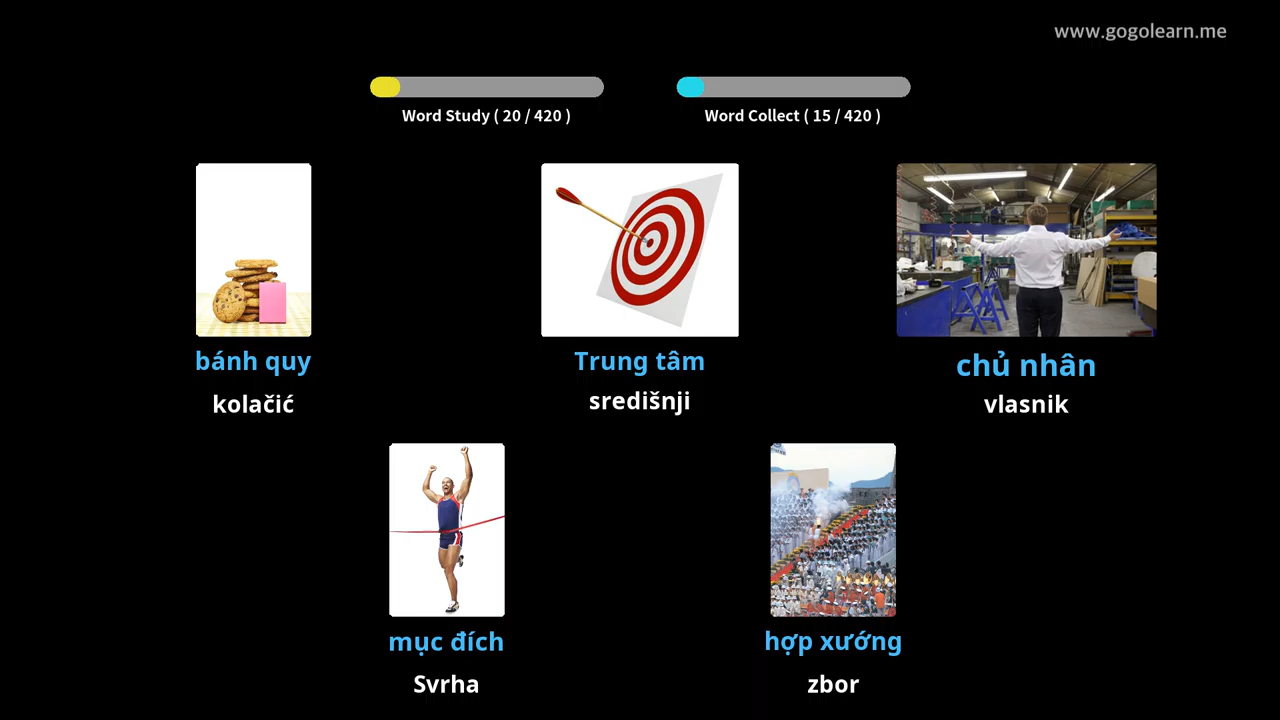 www.gogolearn.me
Word Study ( 20 / 420 )
Word Collect ( 15 / 420 )
bánh quy
Trung tâm
chủ nhân
kolačić
središnji
vlasnik
mục đích
hợp xướng
Svrha
zbor